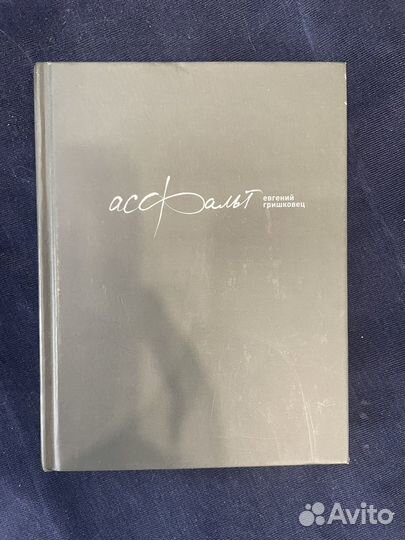 асфальт
евгений
гришковец
Avito